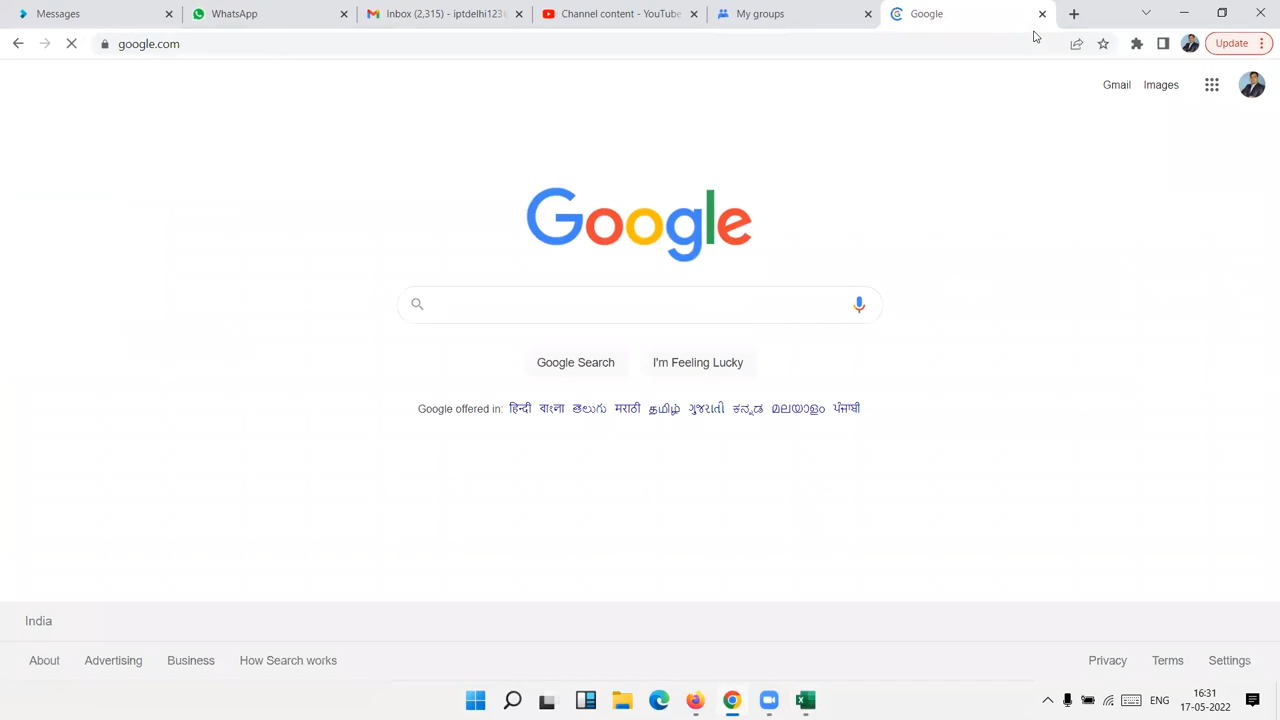 Messages
WhatsApp
Inbox (2,315) - iptdelhi123
Channel content - YouTube
My groups
Google
google.com
Update
Gmail Images
Google
Google Search I'm Feeling Lucky
Google offered in: हिन्दी বাংলা తెలుగు मराठी தமிழ் ગુજરાતી ಕನ್ನಡ മലയാളം ਪੰਜਾਬੀ
India
About Advertising Business How Search works Privacy Terms Settings
ENG
16:31
17-05-2022